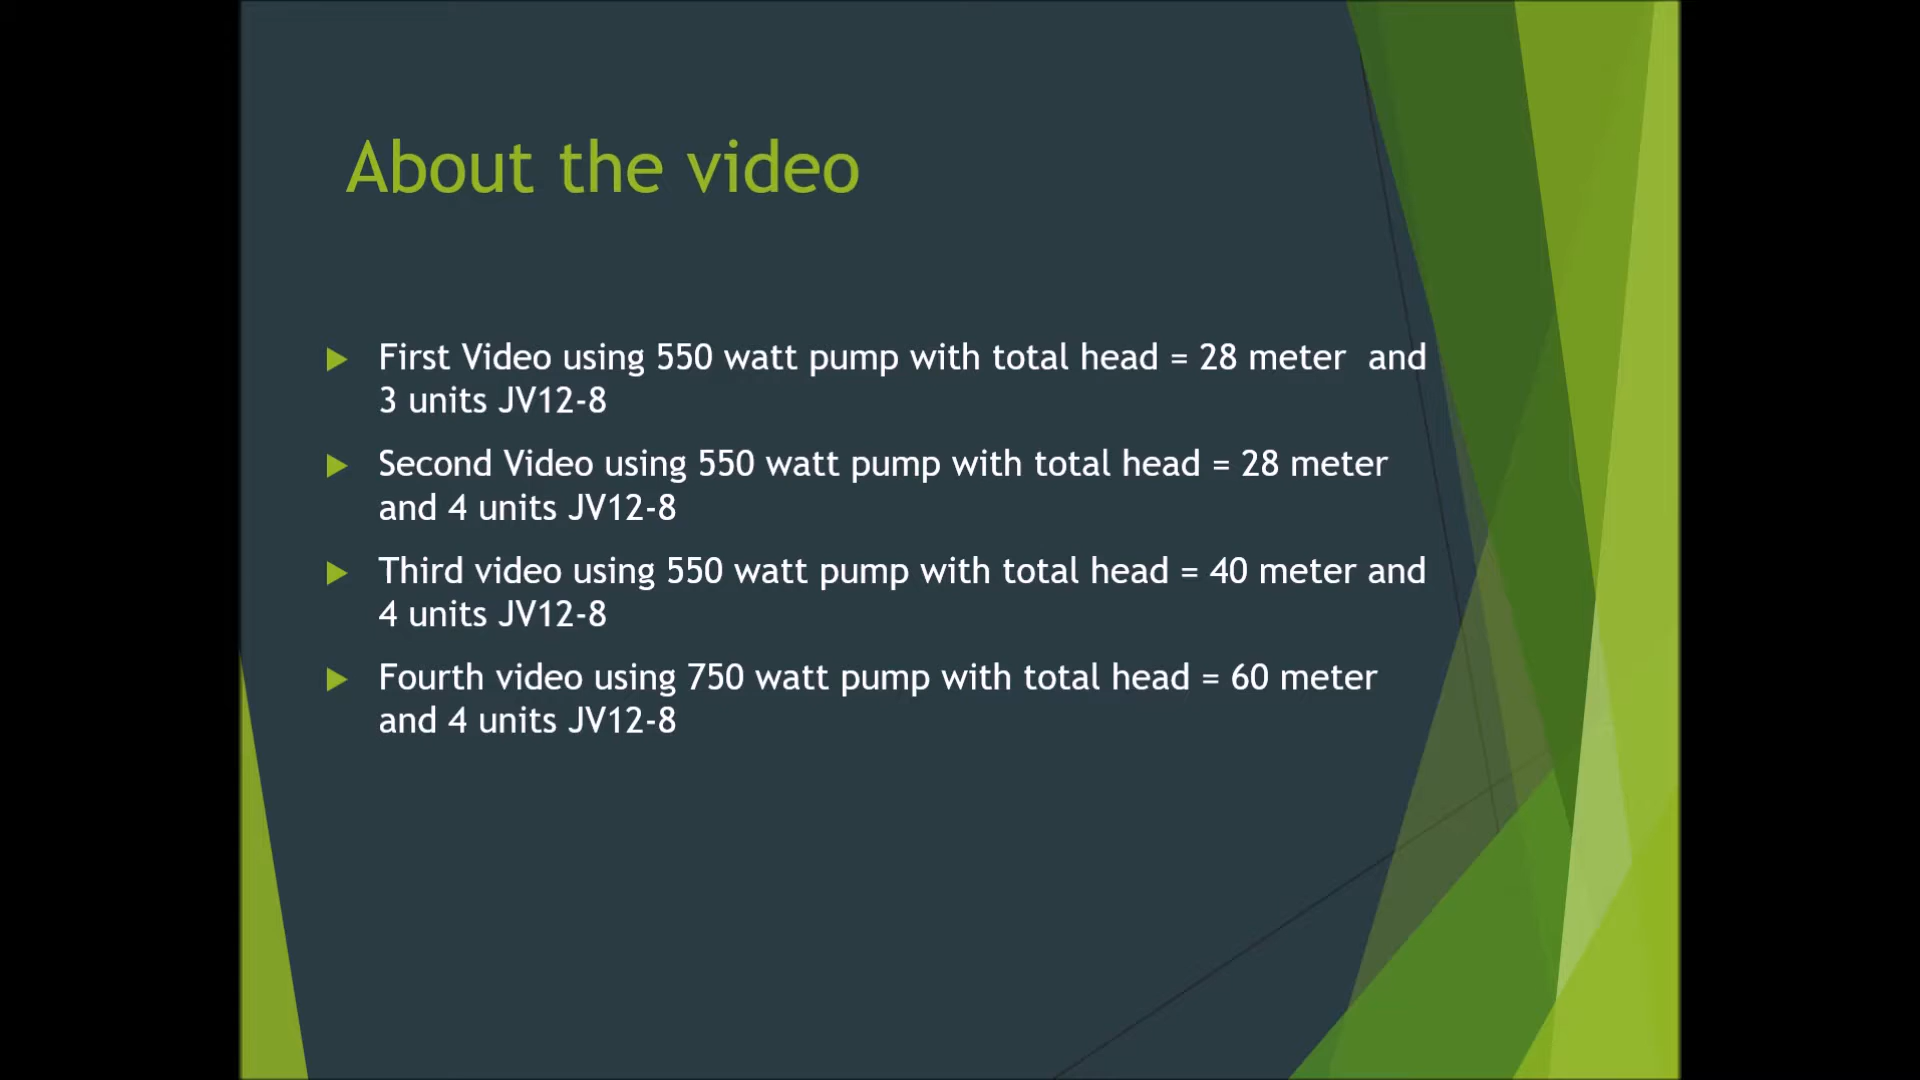 About the video
First Video using 550 watt pump with total head = 28 meter  and
3 units JV12-8
Second Video using 550 watt pump with total head = 28 meter
and 4 units JV12-8
Third video using 550 watt pump with total head = 40 meter and
4 units JV12-8
Fourth video using 750 watt pump with total head = 60 meter
and 4 units JV12-8